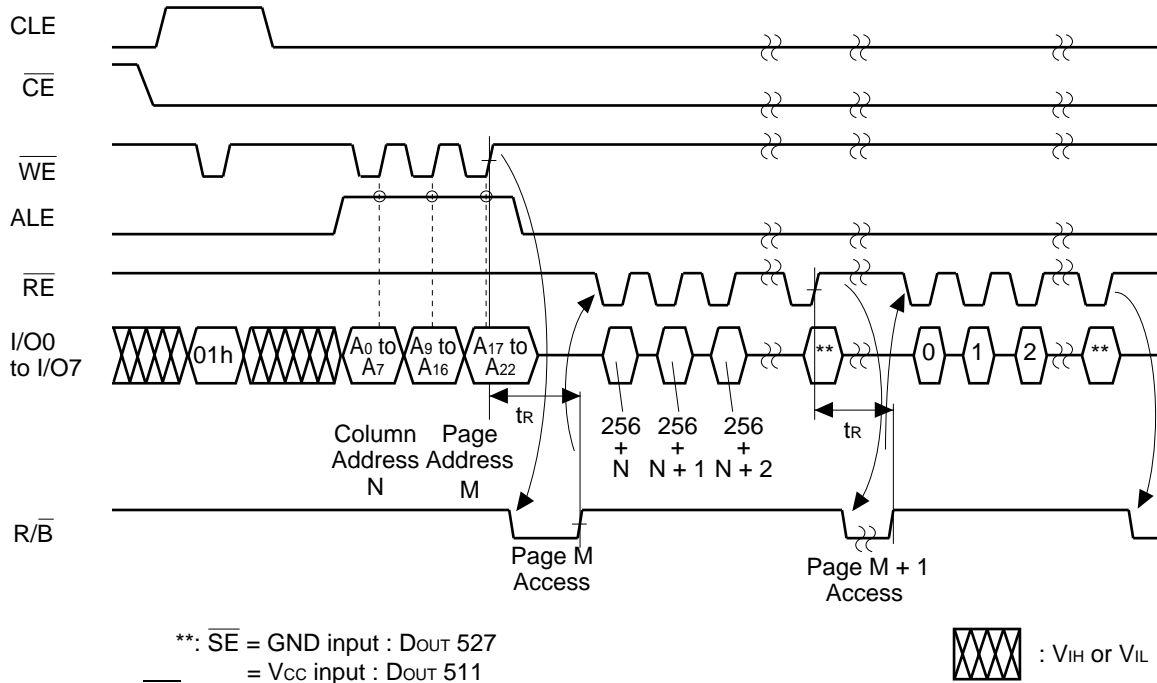 CLE
CE
WE
ALE
RE
I/O0
to I/O7
01h
A0 to
A7
A9 to
A16
A17 to
A22
**
0
1
2
**
tR
256
+
N
256
+
N + 1
256
+
N + 2
tR
Column
Address
N
Page
Address
M
R/B
Page M
Access
Page M + 1
Access
**: SE = GND input : DOUT 527
= VCC input : DOUT 511
: VIH or VIL